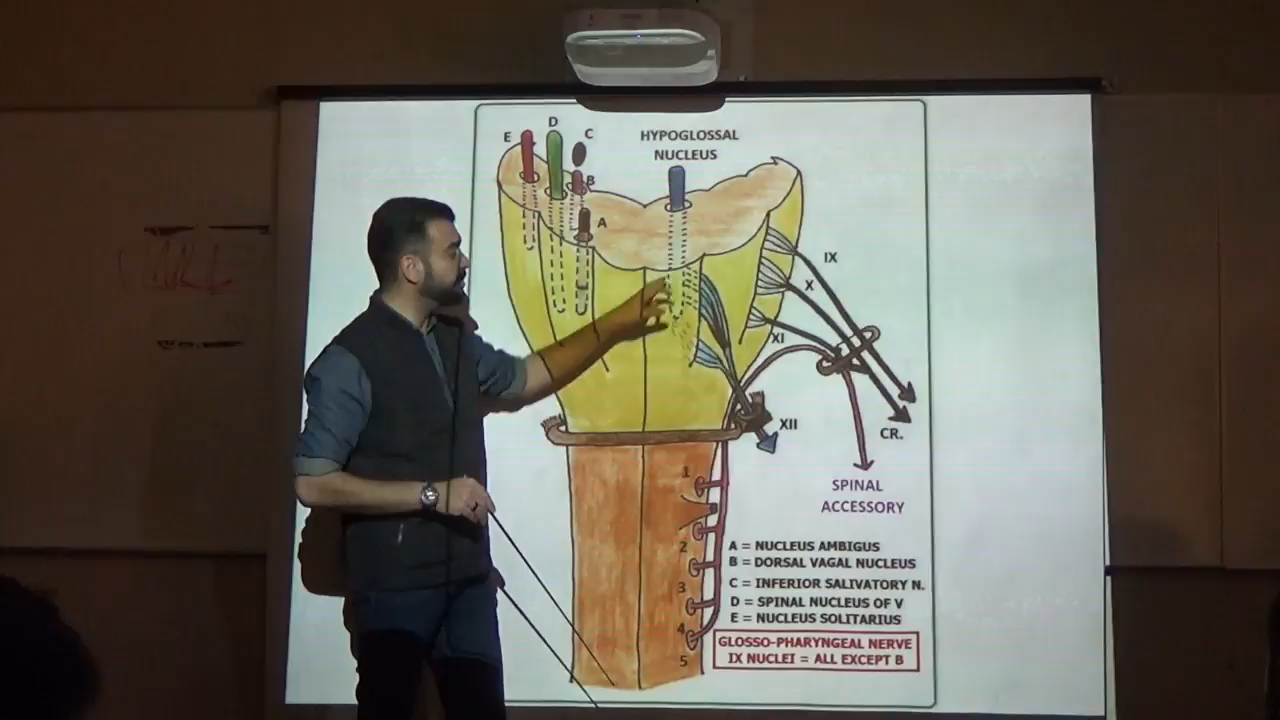 E
D
C
B
A
HYPOGLOSSAL
NUCLEUS
IX
X
XI
XII
CR.
SPINAL
ACCESSORY
1
2
3
4
5
A = NUCLEUS AMBIGUS
B = DORSAL VAGAL NUCLEUS
C = INFERIOR SALIVATORY N.
D = SPINAL NUCLEUS OF V
E = NUCLEUS SOLITARIUS
GLOSSO-PHARYNGEAL NERVE
IX NUCLEI = ALL EXCEPT B